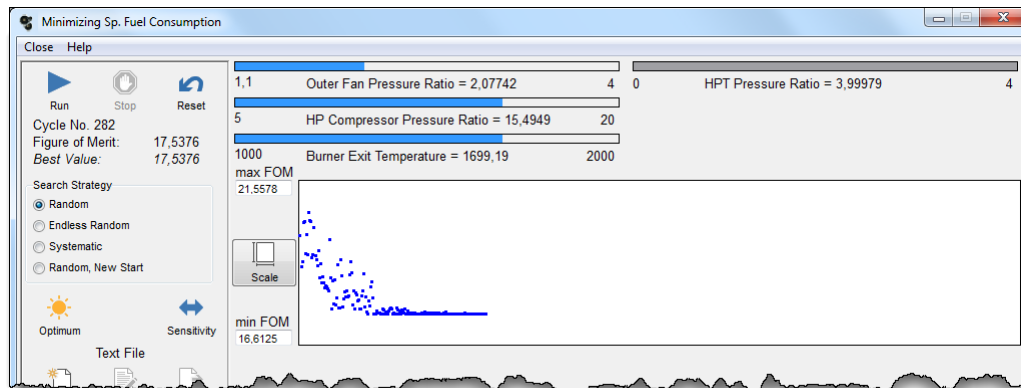 Minimizing Sp. Fuel Consumption
Close Help
Run Stop Reset
Cycle No. 282
Figure of Merit: 17,5376
Best Value: 17,5376
Search Strategy
Random
Endless Random
Systematic
Random, New Start
Optimum Sensitivity
Text File
1,1 Outer Fan Pressure Ratio = 2,07742 4
5 HP Compressor Pressure Ratio = 15,4949 20
1000 Burner Exit Temperature = 1699,19 2000
0 HPT Pressure Ratio = 3,99979 4
max FOM
21,5578
Scale
min FOM
16,6125